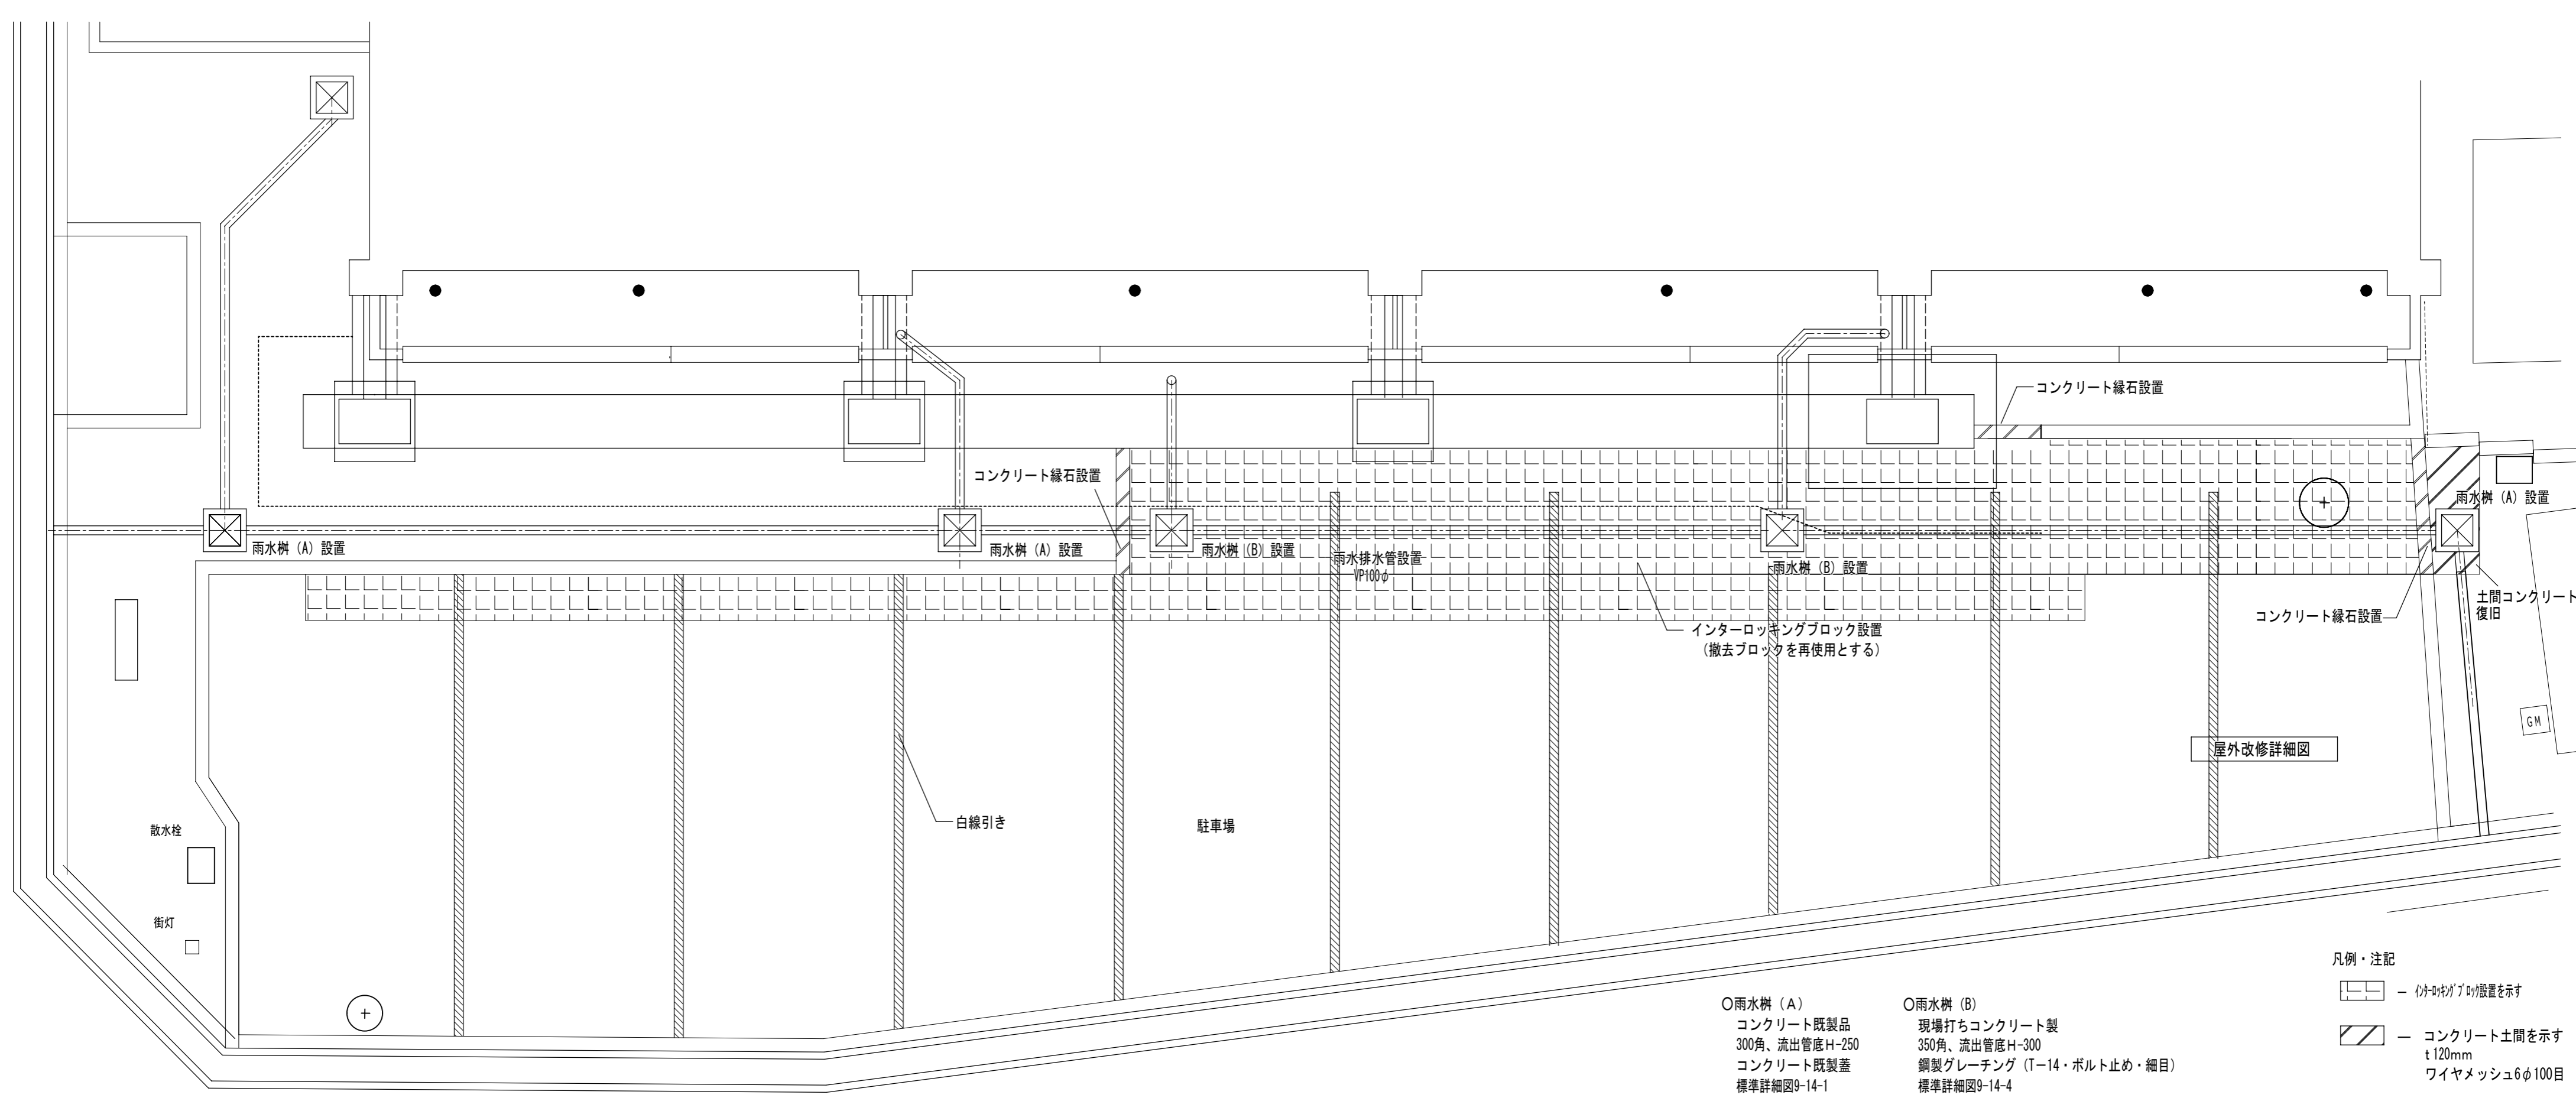 コンクリート縁石設置
コンクリート縁石設置
雨水桝（A）設置
雨水桝（A）設置
雨水桝（A）設置
雨水桝（B）設置
雨水排水管設置
VP100φ
雨水桝（B）設置
土間コンクリート
復旧
コンクリート縁石設置
インターロッキングブロック設置
（撤去ブロックを再使用とする）
GM
屋外改修詳細図
白線引き
駐車場
散水栓
街灯
〇雨水桝（A）
コンクリート既製品
300角、流出管底H-250
コンクリート既製蓋
標準詳細図9-14-1
〇雨水桝（B）
現場打ちコンクリート製
350角、流出管底H-300
鋼製グレーチング（T−14・ボルト止め・細目）
標準詳細図9-14-4
凡例・注記
― ｲﾝﾀｰﾛｯｷﾝｸﾞﾌﾞﾛｯｸ設置を示す
― コンクリート土間を示す
t120mm
ワイヤメッシュ6φ100目